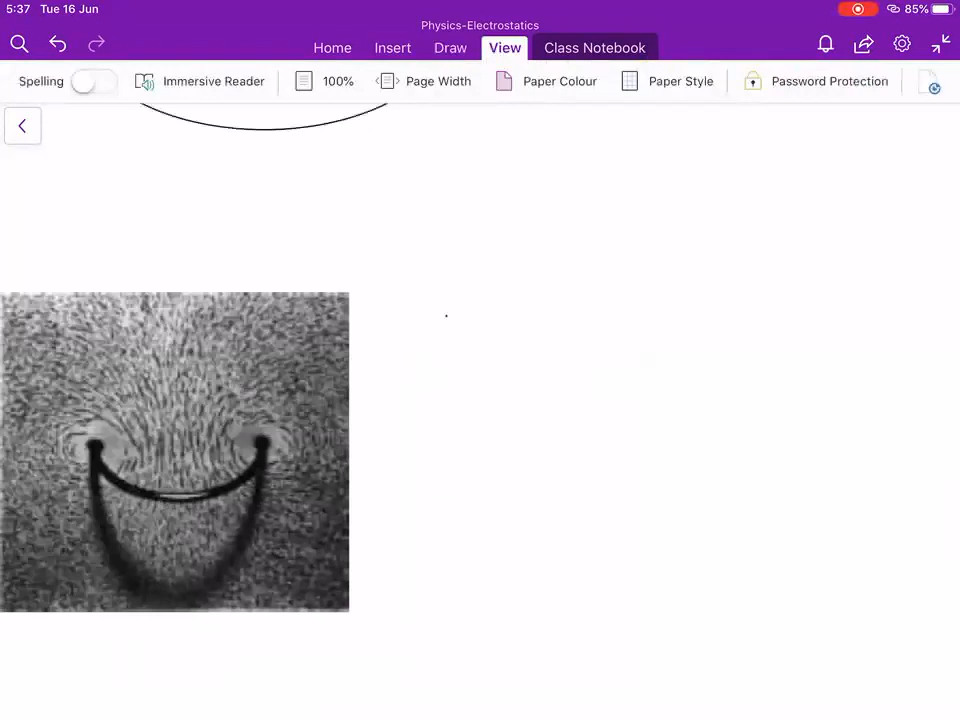 5:37 Tue 16 Jun
85%
Physics-Electrostatics
Home Insert Draw View Class Notebook
Spelling Immersive Reader 100% Page Width Paper Colour Paper Style Password Protection